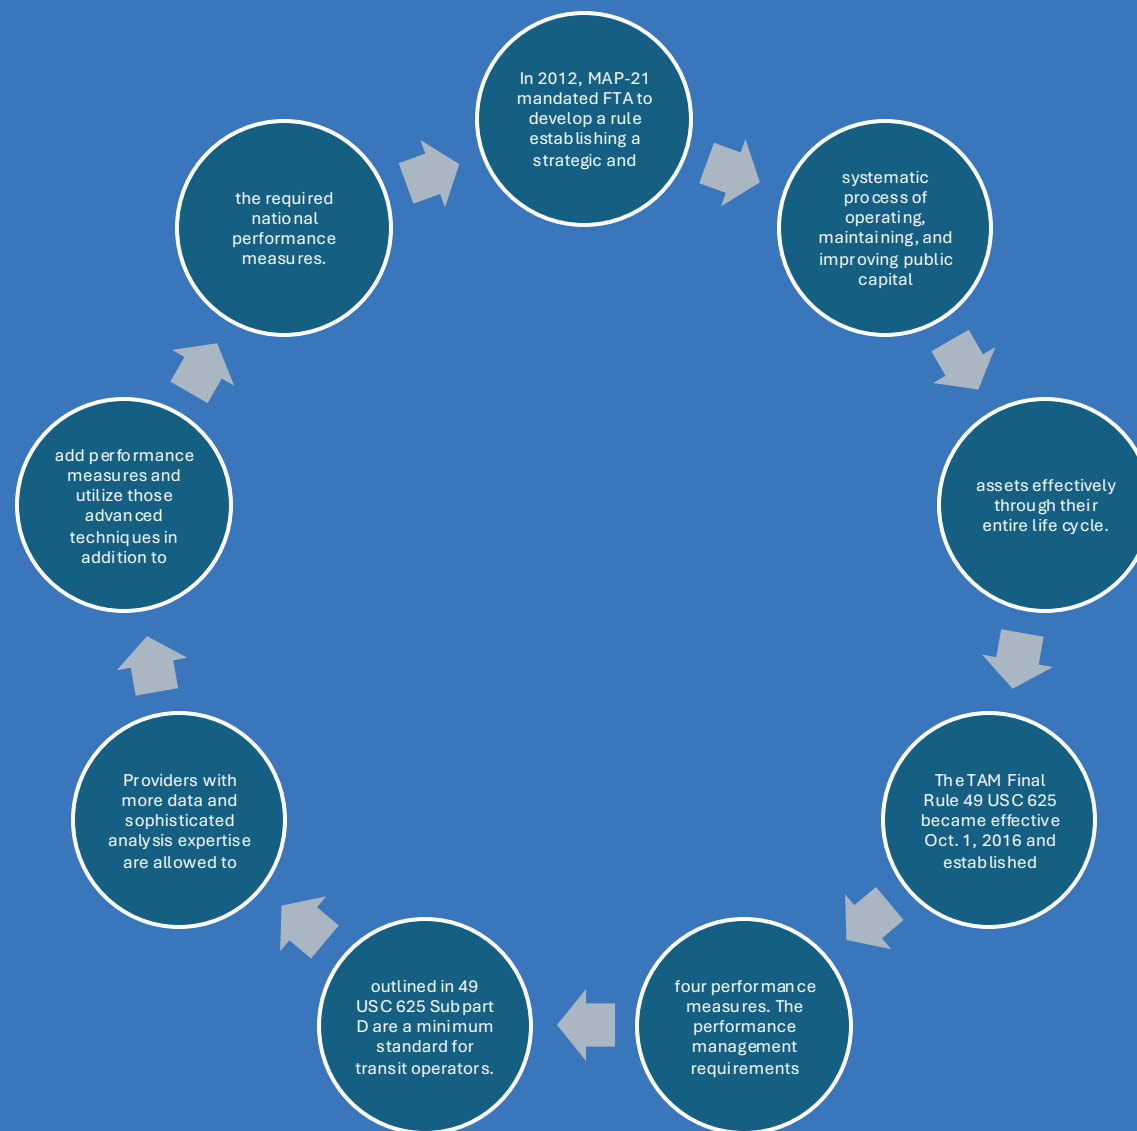 In 2012, MAP-21
mandated FTA to
develop a rule
establishing a
strategic and
systematic
process of
operating,
maintaining, and
improving public
capital
assets effectively
through their
entire life cycle.
The TAM Final
Rule 49 USC 625
became effective
Oct. 1, 2016 and
established
four performance
measures. The
performance
management
requirements
outlined in 49
USC 625 Subpart
D are a minimum
standard for
transit operators.
Providers with
more data and
sophisticated
analysis expertise
are allowed to
add performance
measures and
utilize those
advanced
techniques in
addition to
the required
national
performance
measures.